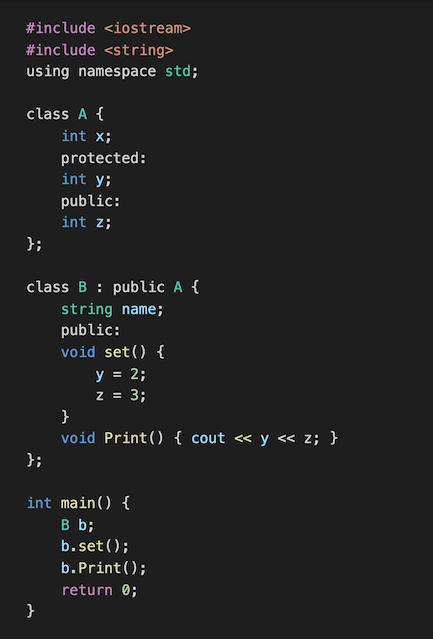 #include <iostream>
#include <string>
using namespace std;

class A {
    int x;
    protected:
    int y;
    public:
    int z;
};

class B : public A {
    string name;
    public:
    void set() {
        y = 2;
        z = 3;
    }
    void Print() { cout << y << z; }
};

int main() {
    B b;
    b.set();
    b.Print();
    return 0;
}